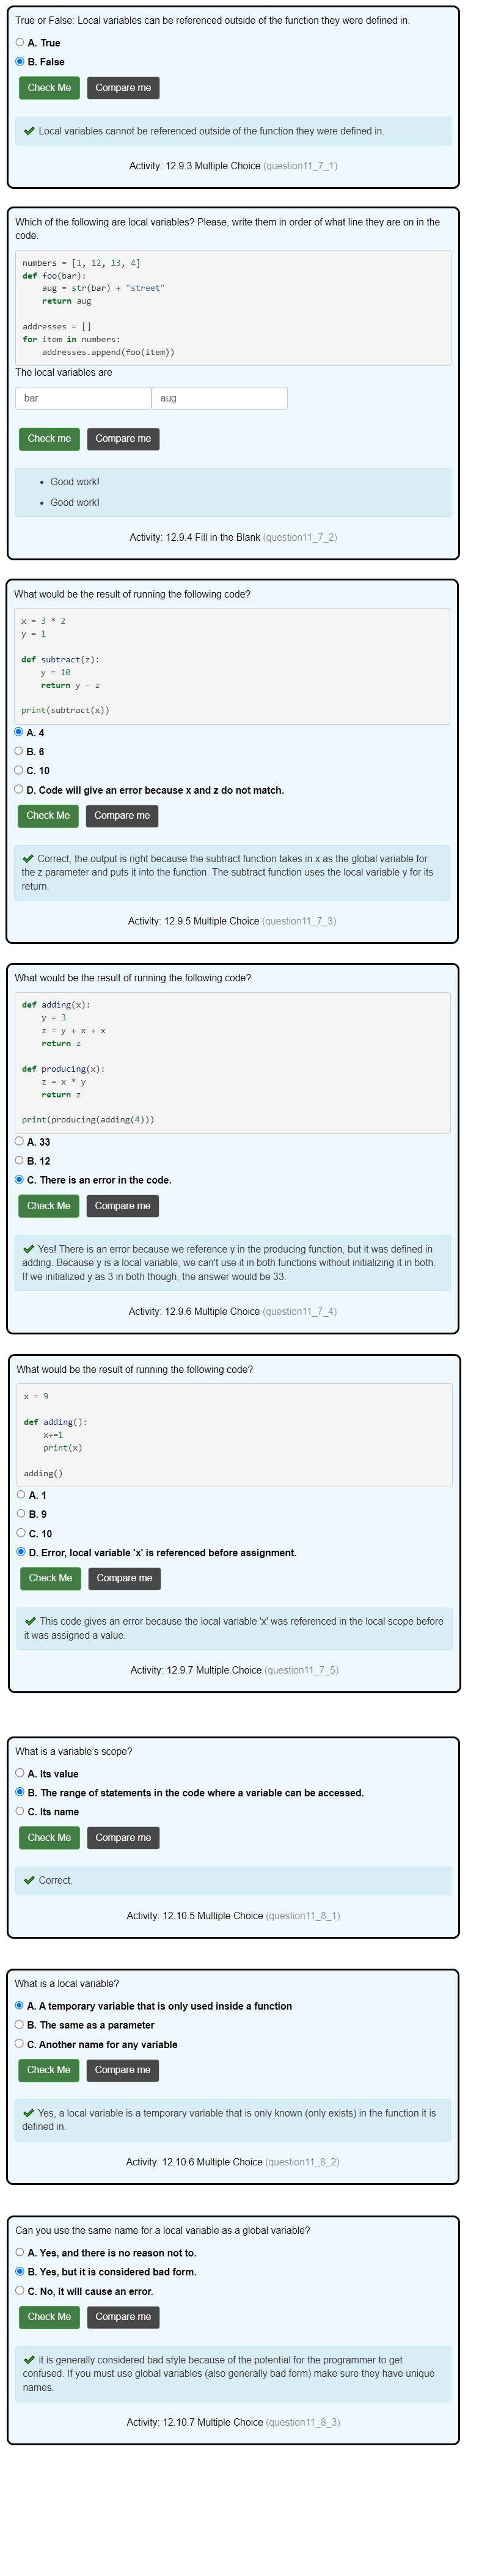 True or False: Local variables can be referenced outside of the function they were defined in.
A. True
B. False
Check Me Compare me
Local variables cannot be referenced outside of the function they were defined in.
Activity: 12.9.3 Multiple Choice (question11_7_1)
Which of the following are local variables? Please, write them in order of what line they are on in the
code.
numbers = [1, 12, 13, 4]
def foo(bar):
    aug = str(bar) + "street"
    return aug
addresses = []
for item in numbers:
    addresses.append(foo(item))
The local variables are
bar aug
Check me Compare me
• Good work!
• Good work!
Activity: 12.9.4 Fill in the Blank (question11_7_2)
What would be the result of running the following code?
x = 3 * 2
y = 1
def subtract(z):
    y = 10
    return y - z
print(subtract(x))
A. 4
B. 6
C. 10
D. Code will give an error because x and z do not match.
Check Me Compare me
Correct, the output is right because the subtract function takes in x as the global variable for
the z parameter and puts it into the function. The subtract function uses the local variable y for its
return.
Activity: 12.9.5 Multiple Choice (question11_7_3)
What would be the result of running the following code?
def adding(x):
    y = 3
    z = y + x + x
    return z
def producing(x):
    z = x * y
    return z
print(producing(adding(4)))
A. 33
B. 12
C. There is an error in the code.
Check Me Compare me
Yes! There is an error because we reference y in the producing function, but it was defined in
adding. Because y is a local variable, we can't use it in both functions without initializing it in both.
If we initialized y as 3 in both though, the answer would be 33.
Activity: 12.9.6 Multiple Choice (question11_7_4)
What would be the result of running the following code?
x = 9
def adding():
    x+=1
    print(x)
adding()
A. 1
B. 9
C. 10
D. Error, local variable 'x' is referenced before assignment.
Check Me Compare me
This code gives an error because the local variable 'x' was referenced in the local scope before
it was assigned a value.
Activity: 12.9.7 Multiple Choice (question11_7_5)
What is a variable's scope?
A. Its value
B. The range of statements in the code where a variable can be accessed.
C. Its name
Check Me Compare me
Correct.
Activity: 12.10.5 Multiple Choice (question11_8_1)
What is a local variable?
A. A temporary variable that is only used inside a function
B. The same as a parameter
C. Another name for any variable
Check Me Compare me
Yes, a local variable is a temporary variable that is only known (only exists) in the function it is
defined in.
Activity: 12.10.6 Multiple Choice (question11_8_2)
Can you use the same name for a local variable as a global variable?
A. Yes, and there is no reason not to.
B. Yes, but it is considered bad form.
C. No, it will cause an error.
Check Me Compare me
it is generally considered bad style because of the potential for the programmer to get
confused. If you must use global variables (also generally bad form) make sure they have unique
names.
Activity: 12.10.7 Multiple Choice (question11_8_3)